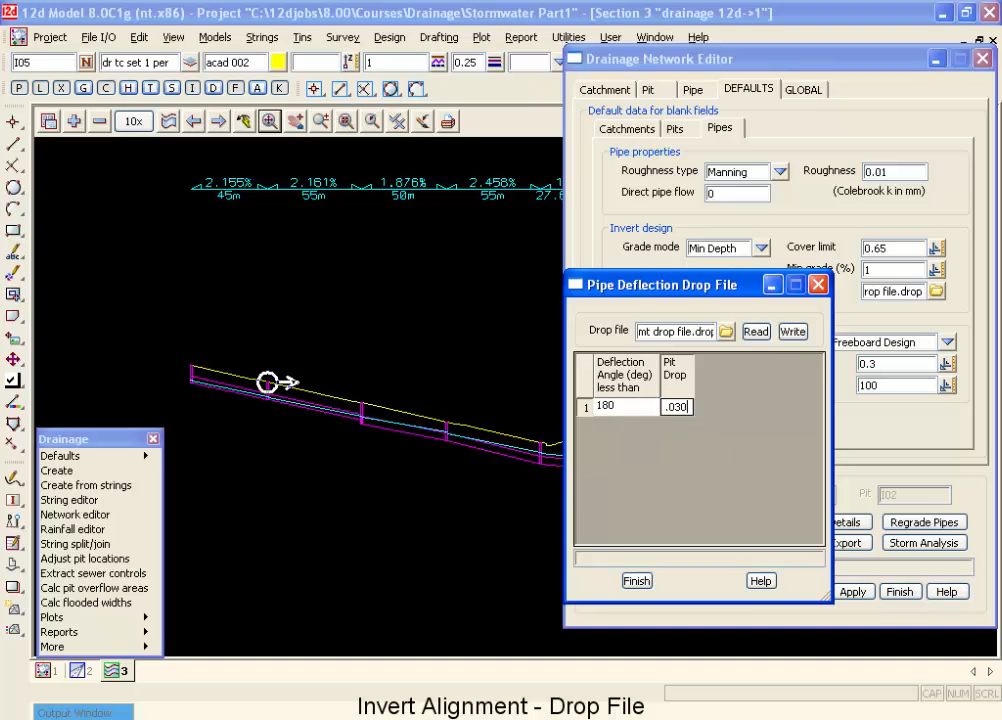 12d Model 8.0C1g (nt.x86) - Project "C:\12djobs\8.00\Courses\Drainage\Stormwater Part1" - [Section 3 "drainage 12d->1"]
Project File I/O Edit View Models Strings Tins Survey Design Drafting Plot Report Utilities User Window Help
I05 N dr tc set 1 per acad 002 1 0.25
P L X G C H T S I D F A K
10x
Drainage Network Editor
Catchment Pit Pipe DEFAULTS GLOBAL
Default data for blank fields
Catchments Pits Pipes
Pipe properties
Roughness type Manning Roughness 0.01
Direct pipe flow 0 (Colebrook k in mm)
Invert design
Grade mode Min Depth Cover limit 0.65
Min grade (%) 1
rop file.drop
Freeboard Design
0.3
100
Pit I02
etails Regrade Pipes
xport Storm Analysis
Apply Finish Help
Pipe Deflection Drop File
Drop file mt drop file.drop Read Write
Deflection Angle (deg) less than
Pit Drop
1 180 .030
Finish Help
2.155% 2.161% 1.876% 2.458%
45m 55m 50m 55m 27.
Drainage
Defaults
Create
Create from strings
String editor
Network editor
Rainfall editor
String split/join
Adjust pit locations
Extract sewer controls
Calc pit overflow areas
Calc flooded widths
Plots
Reports
More
1 2 3
CAP NUM SCRL
Invert Alignment - Drop File
Output Window